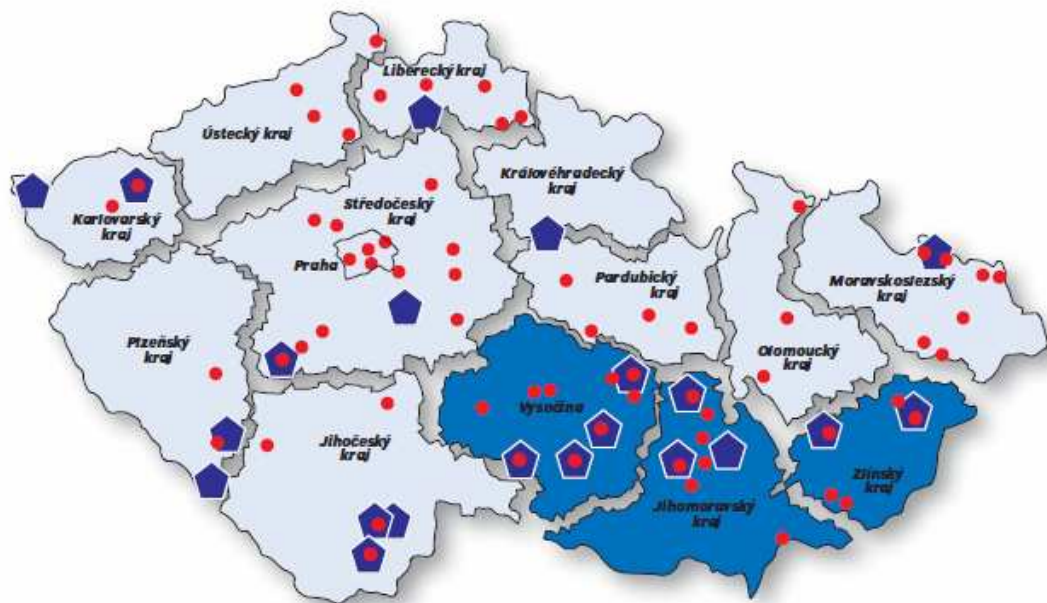 Liberecký kraj
Ústecký kraj
Královéhradecký
kraj
Karlovarský
kraj
Středočeský
kraj
Praha
Pardubický
kraj
Moravskoslezský
kraj
Plzeňský
kraj
Olomoucký
kraj
Vysočina
Jihočeský
kraj
Zlínský
kraj
Jihomoravský
kraj